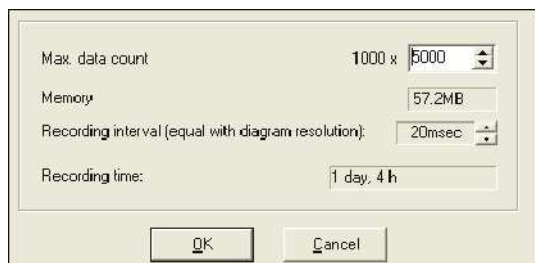 Max. data count 1000 x 5000
Memory 57.2MB
Recording interval (equal with diagram resolution): 20msec
Recording time: 1 day, 4 h
OK Cancel